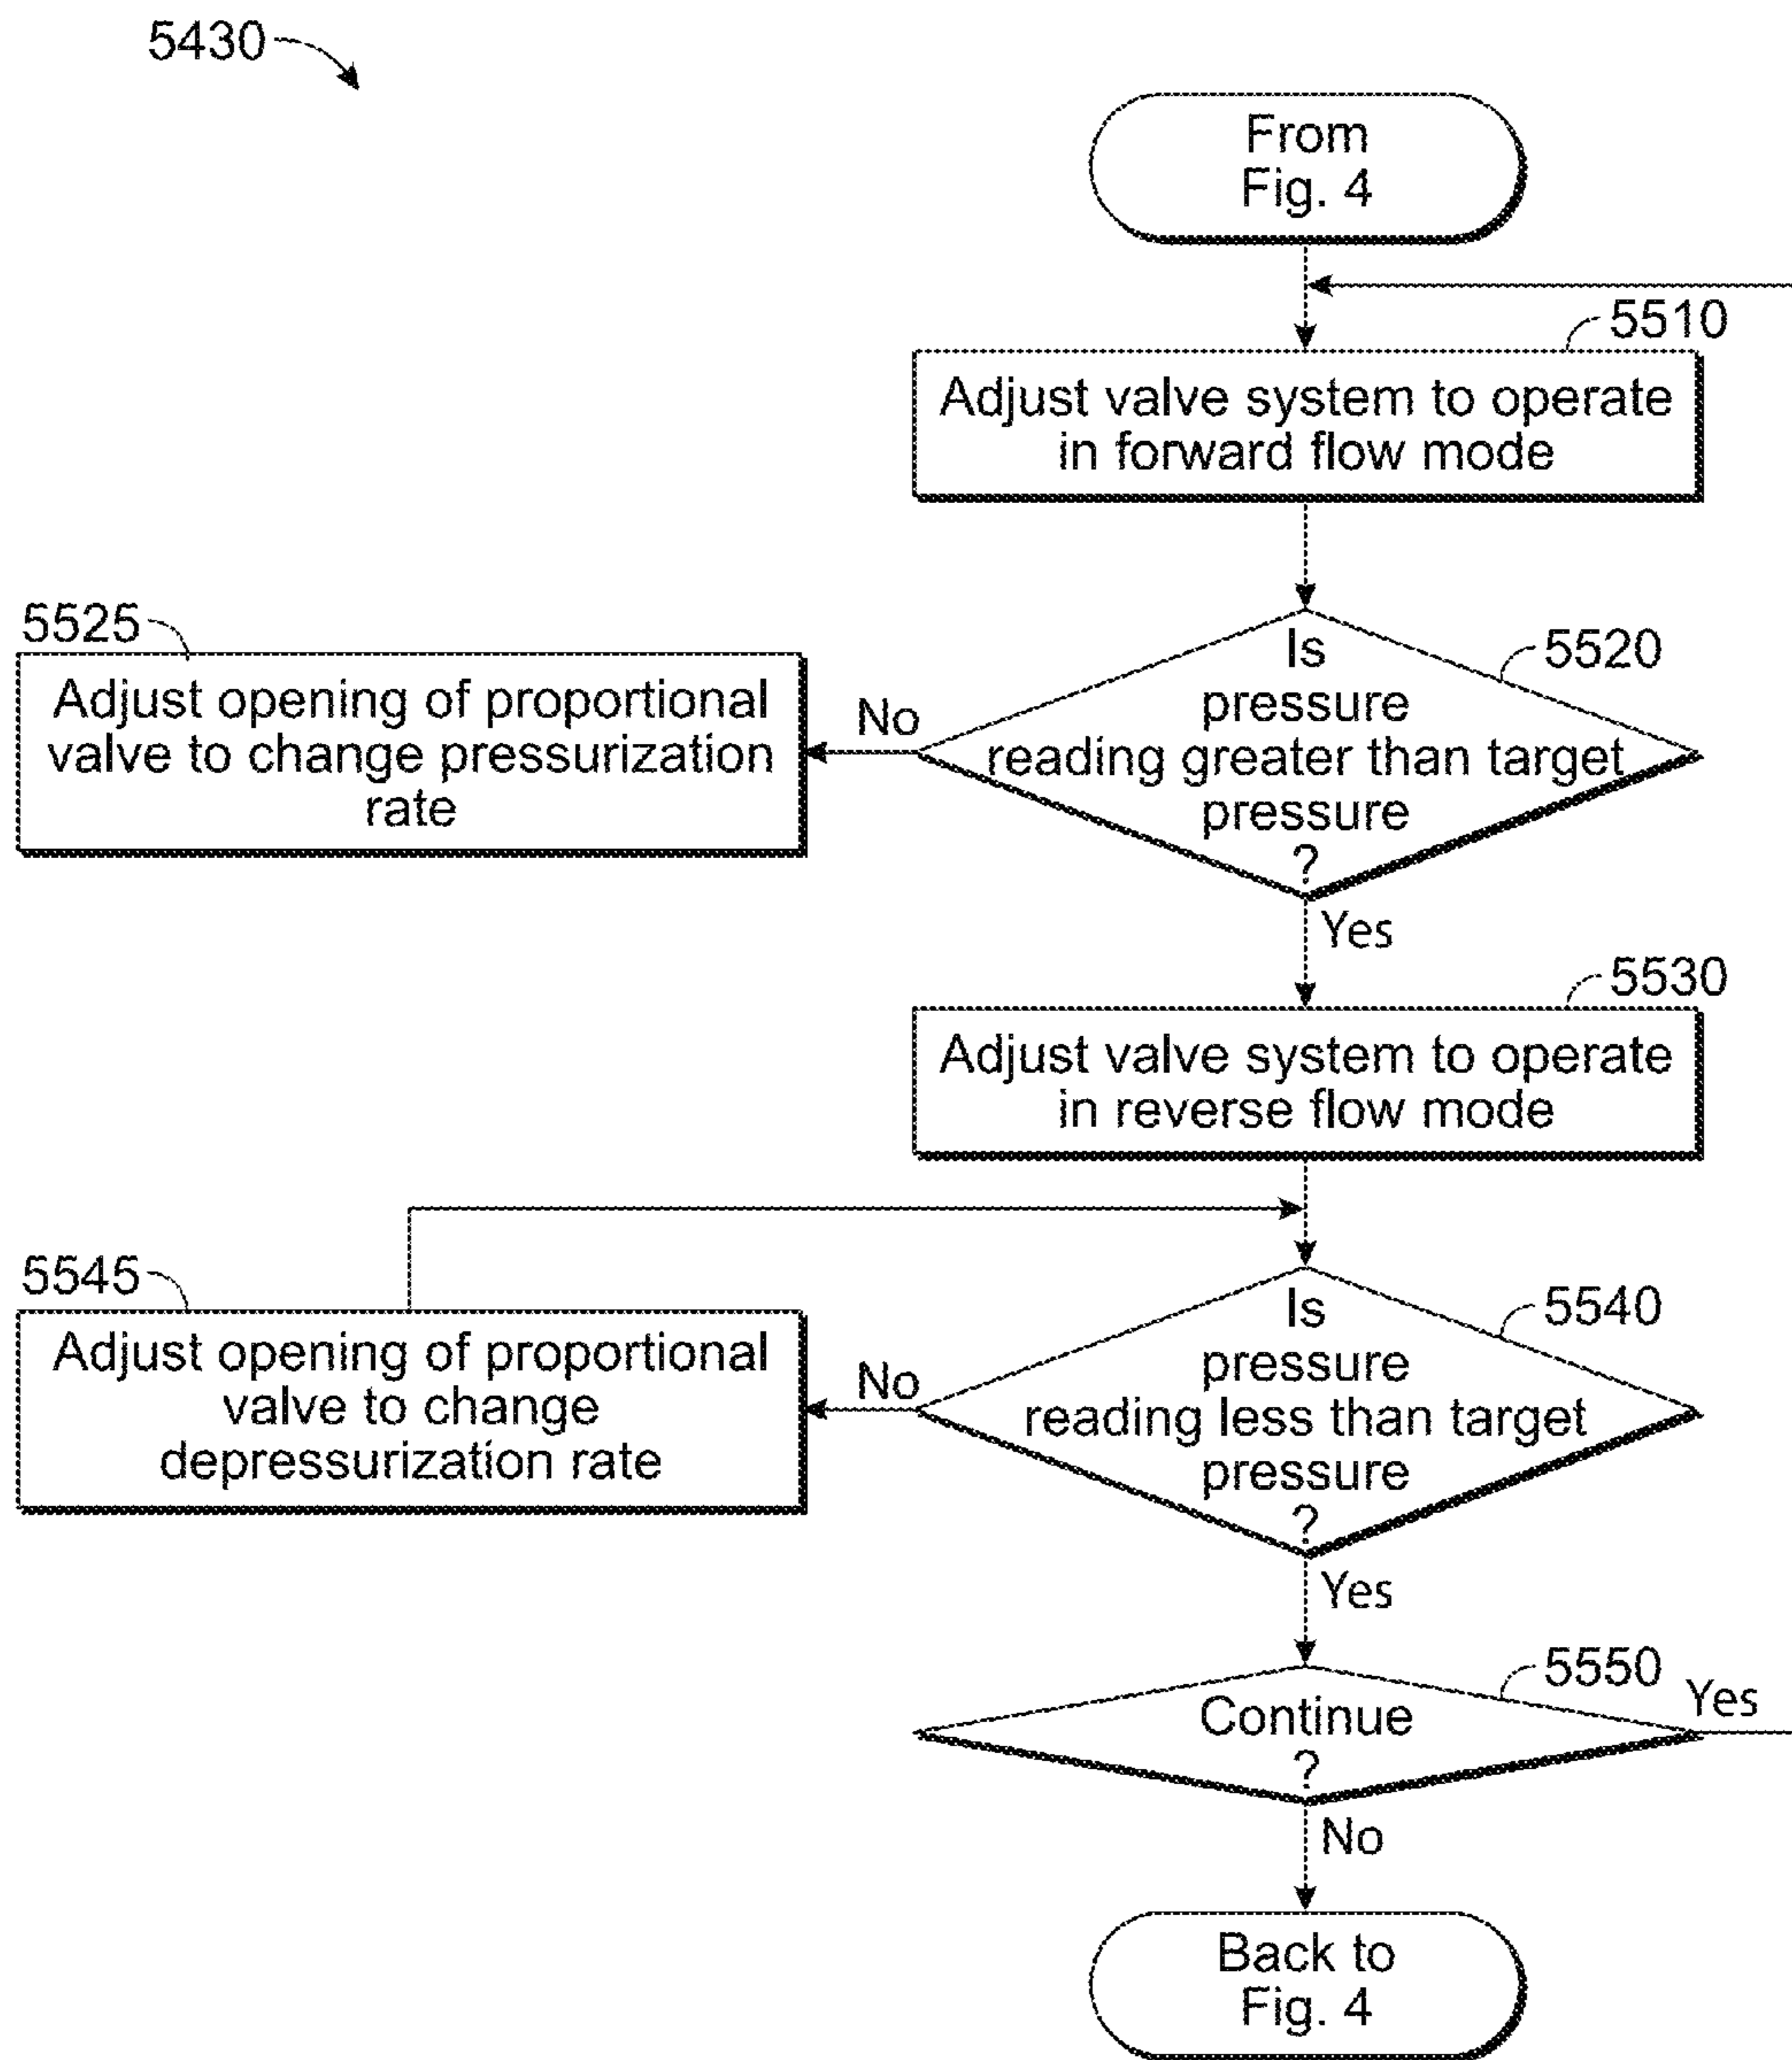 5430
From
Fig. 4
5510
Adjust valve system to operate
in forward flow mode
5520
Is
pressure
reading greater than target
pressure
?
No
5525
Adjust opening of proportional
valve to change pressurization
rate
Yes
5530
Adjust valve system to operate
in reverse flow mode
5540
Is
pressure
reading less than target
pressure
?
No
5545
Adjust opening of proportional
valve to change
depressurization rate
Yes
5550
Continue
?
Yes
No
Back to
Fig. 4